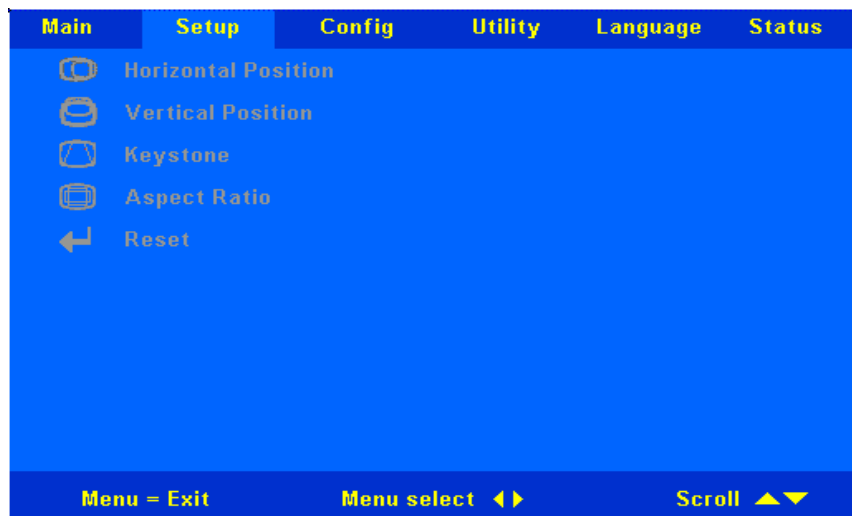 Main Setup Config Utility Language Status
Horizontal Position
Vertical Position
Keystone
Aspect Ratio
Reset
Menu = Exit Menu select Scroll